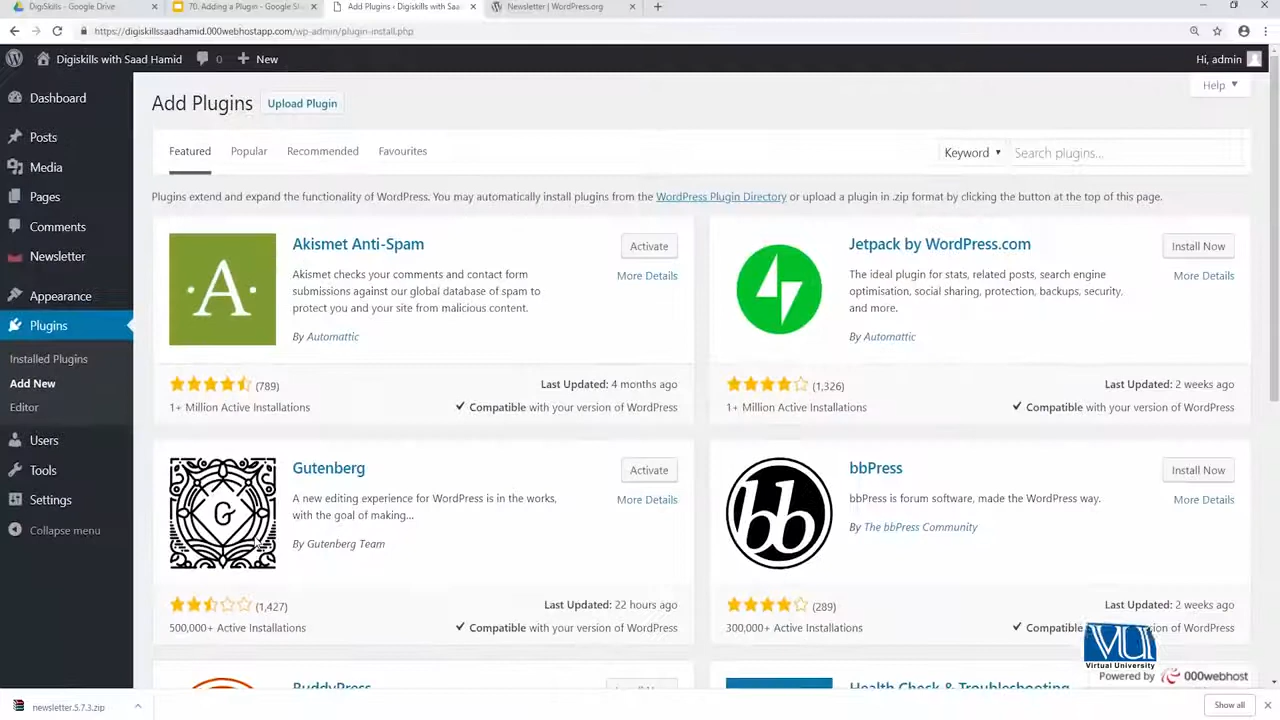 DigiSkills - Google Drive
70. Adding a Plugin - Google Sl
Add Plugins ‹ Digiskills with Saa
Newsletter | WordPress.org
https://digiskillssaadhamid.000webhostapp.com/wp-admin/plugin-install.php
Digiskills with Saad Hamid
0
New
Hi, admin
Dashboard
Posts
Media
Pages
Comments
Newsletter
Appearance
Plugins
Installed Plugins
Add New
Editor
Users
Tools
Settings
Collapse menu
Help
Add Plugins
Upload Plugin
Featured
Popular
Recommended
Favourites
Keyword
Search plugins...
Plugins extend and expand the functionality of WordPress. You may automatically install plugins from the WordPress Plugin Directory or upload a plugin in .zip format by clicking the button at the top of this page.
A
Akismet Anti-Spam
Activate
More Details
Akismet checks your comments and contact form
submissions against our global database of spam to
protect you and your site from malicious content.
By Automattic
(789)
Last Updated: 4 months ago
1+ Million Active Installations
Compatible with your version of WordPress
Jetpack by WordPress.com
Install Now
More Details
The ideal plugin for stats, related posts, search engine
optimisation, social sharing, protection, backups, security,
and more.
By Automattic
(1,326)
Last Updated: 2 weeks ago
1+ Million Active Installations
Compatible with your version of WordPress
G
Gutenberg
Activate
More Details
A new editing experience for WordPress is in the works,
with the goal of making...
By Gutenberg Team
(1,427)
Last Updated: 22 hours ago
500,000+ Active Installations
Compatible with your version of WordPress
bb
bbPress
Install Now
More Details
bbPress is forum software, made the WordPress way.
By The bbPress Community
(289)
Last Updated: 2 weeks ago
300,000+ Active Installations
Compatible with your version of WordPress
BuddyPress
Health Check & Troubleshooting
VU
Virtual University
Powered by 000webhost
newsletter.5.7.3.zip
Show all